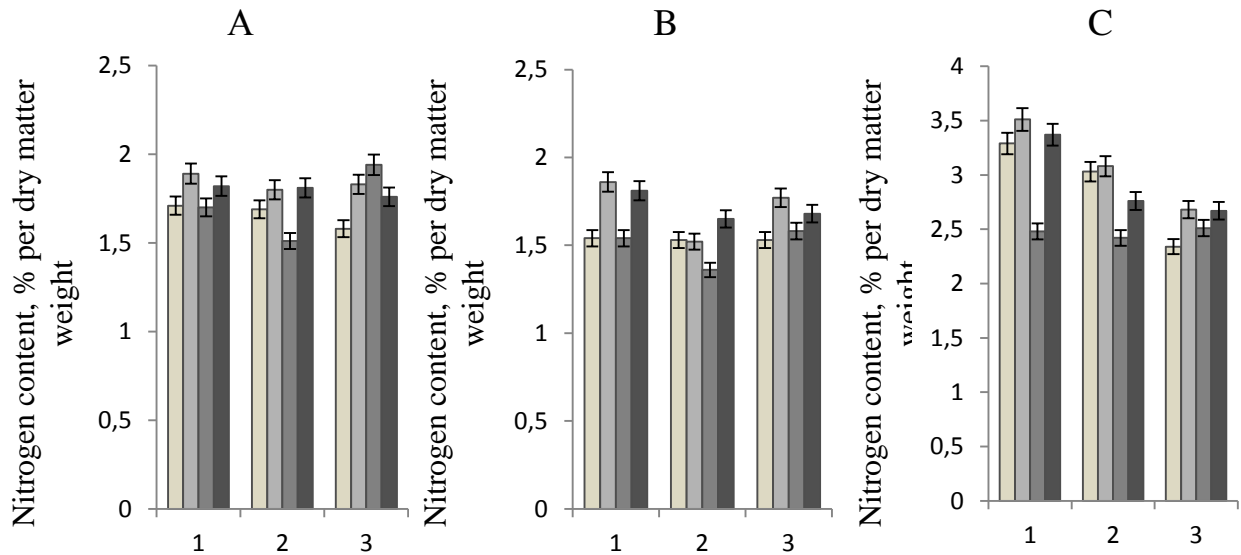 A
Nitrogen content, % per dry matter
weight
2,5
2
1,5
1
0,5
0
1 2 3
B
Nitrogen content, % per dry matter
weight
2,5
2
1,5
1
0,5
0
1 2 3
C
Nitrogen content, % per dry matter
weight
4
3,5
3
2,5
2
1,5
1
0,5
0
1 2 3